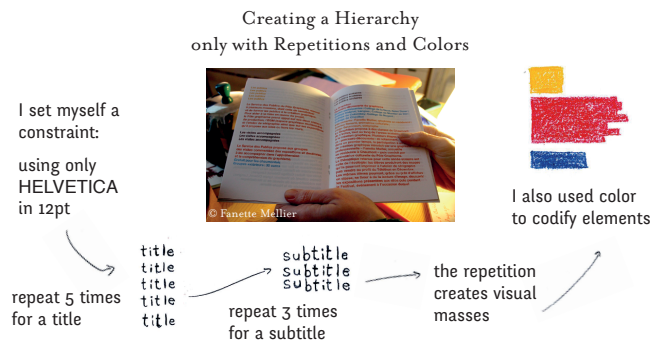 Creating a Hierarchy
only with Repetitions and Colors
I set myself a
constraint:
using only
HELVETICA
in 12pt
© Fanette Mellier
I also used color
to codify elements
title
title
title
title
title
repeat 5 times
for a title
subtitle
subtitle
subtitle
repeat 3 times
for a subtitle
the repetition
creates visual
masses